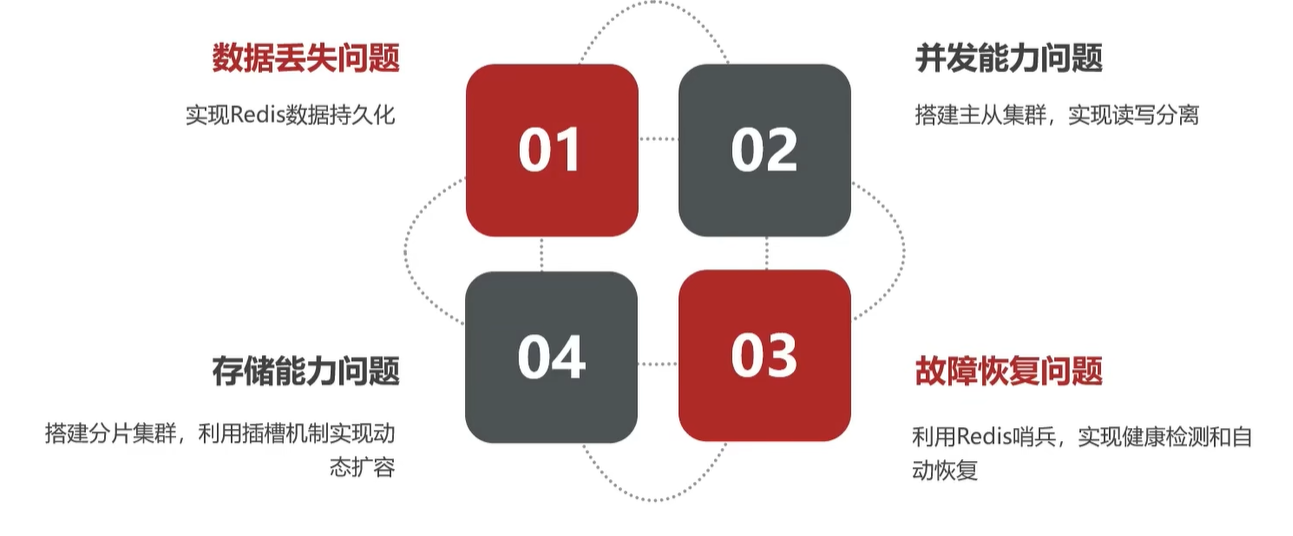 数据丢失问题
实现Redis数据持久化
01
02
并发能力问题
搭建主从集群，实现读写分离
存储能力问题
搭建分片集群，利用插槽机制实现动
态扩容
04
03
故障恢复问题
利用Redis哨兵，实现健康检测和自
动恢复